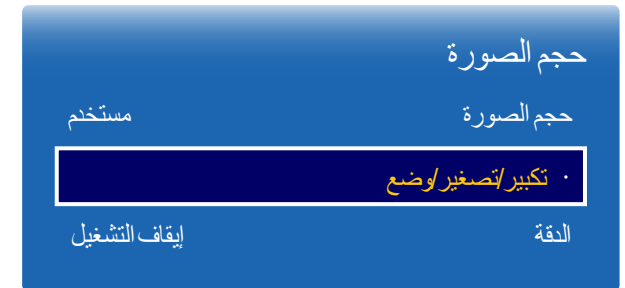 حجم الصورة
حجم الصورة مستخدم
· تكبير/تصغير/وضع
الدقة إيقاف التشغيل